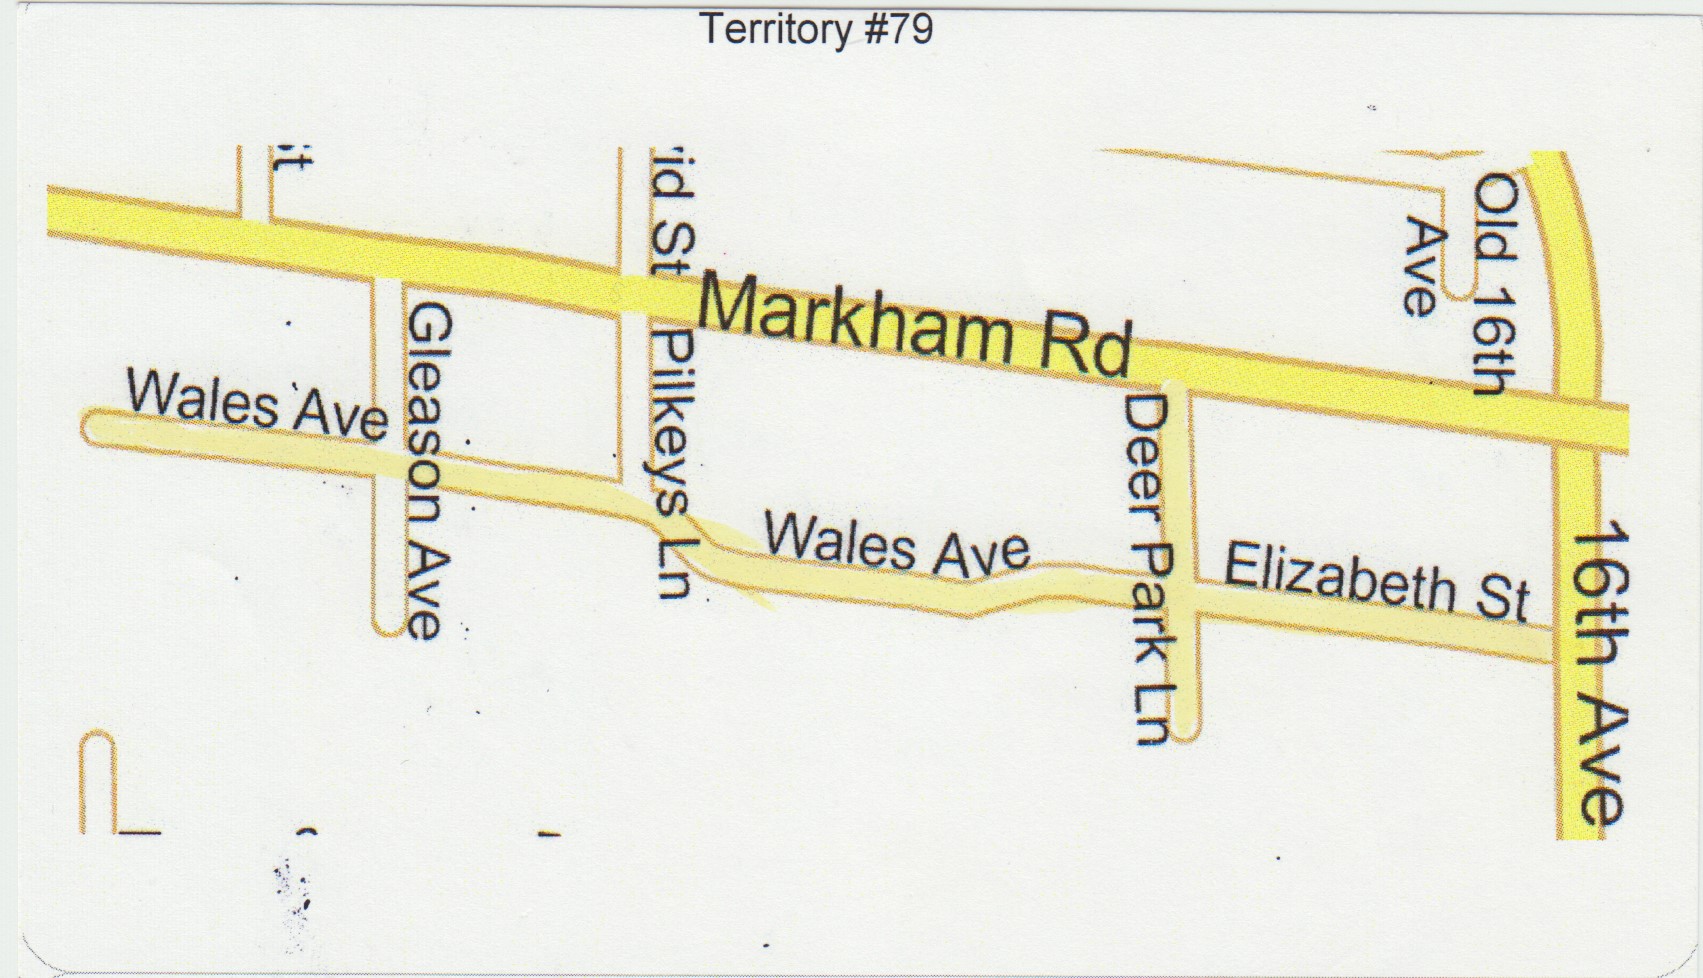 Territory #79
St
Markham Rd
Old 16th
Ave
Gleason Ave
Pilkeys Ln
Wales Ave
Wales Ave
Deer Park Ln
Elizabeth St
16th Ave